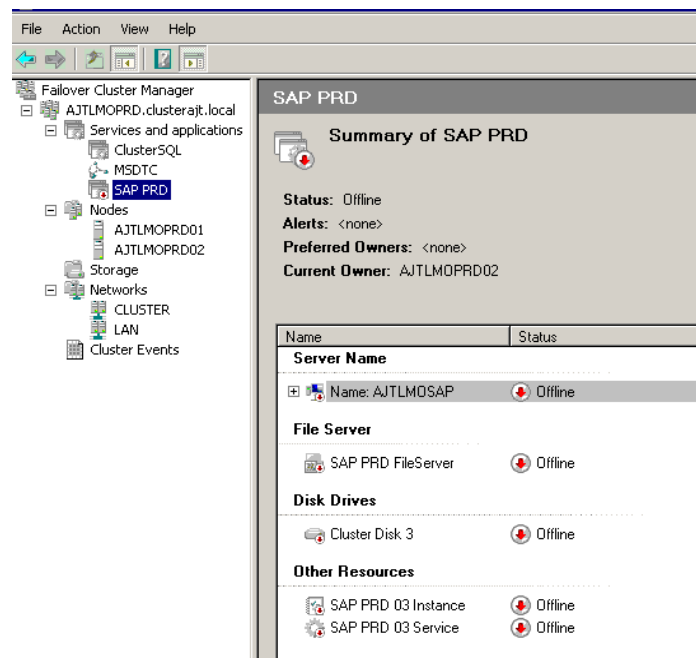 File Action View Help
Failover Cluster Manager
AJTLMOPRD.clusterajt.local
Services and applications
ClusterSQL
MSDTC
SAP PRD
Nodes
AJTLMOPRD01
AJTLMOPRD02
Storage
Networks
CLUSTER
LAN
Cluster Events
SAP PRD
Summary of SAP PRD
Status: Offline
Alerts: <none>
Preferred Owners: <none>
Current Owner: AJTLMOPRD02
Name Status
Server Name
Name: AJTLMOSAP Offline
File Server
SAP PRD FileServer Offline
Disk Drives
Cluster Disk 3 Offline
Other Resources
SAP PRD 03 Instance Offline
SAP PRD 03 Service Offline